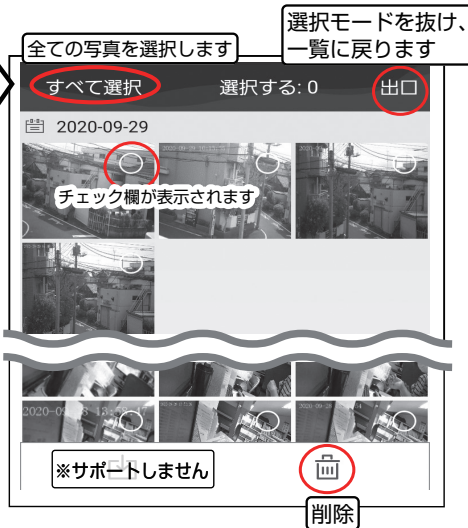 選択モードを抜け、
一覧に戻ります
全ての写真を選択します
すべて選択
選択する: 0
出口
2020-09-29
チェック欄が表示されます
※サポートしません
削除